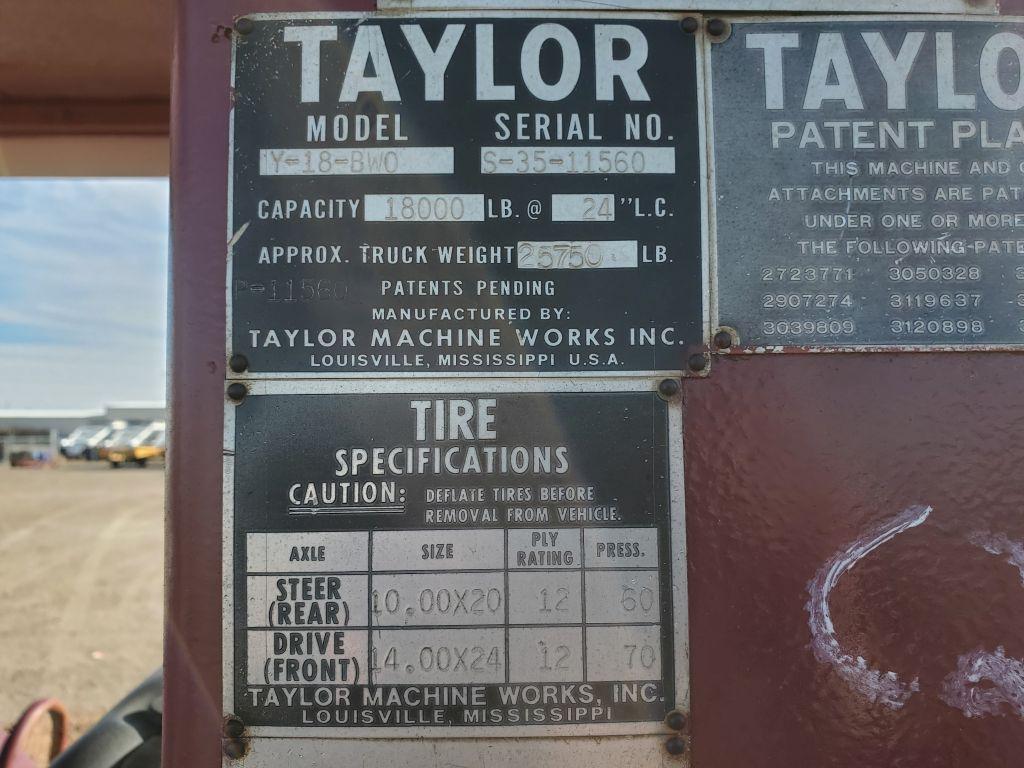 TAYLOR
MODEL SERIAL NO.
Y-18-BWO S-35-11560
CAPACITY 18000 LB. @ 24 "L.C.
APPROX. TRUCK WEIGHT 25750 LB.
P-11560 PATENTS PENDING
MANUFACTURED BY:
TAYLOR MACHINE WORKS INC.
LOUISVILLE, MISSISSIPPI U.S.A.
TAYLO
PATENT PLA
THIS MACHINE AND
ATTACHMENTS ARE PAT
UNDER ONE OR MORE
THE FOLLOWING PATE
2723771 3050328 3
2907274 3119637 3
3039809 3120898 3
TIRE
SPECIFICATIONS
CAUTION: DEFLATE TIRES BEFORE
REMOVAL FROM VEHICLE.
AXLE SIZE PLY RATING PRESS.
STEER (REAR) 10.00X20 12 60
DRIVE (FRONT) 14.00X24 12 70
TAYLOR MACHINE WORKS, INC.
LOUISVILLE, MISSISSIPPI